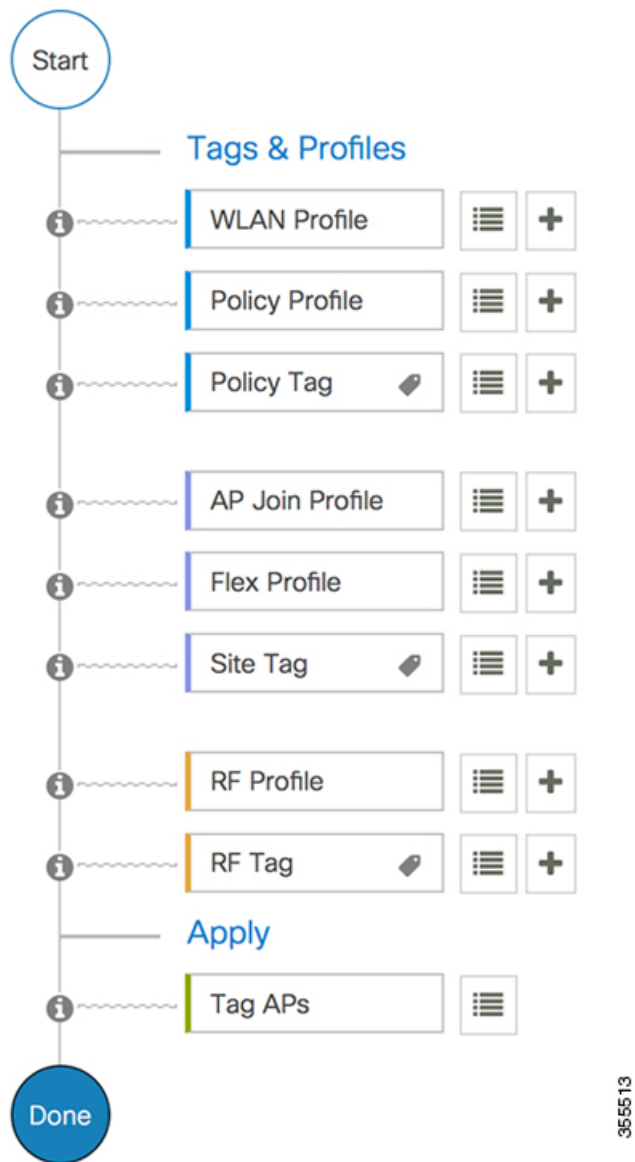 Start
Tags & Profiles
WLAN Profile
Policy Profile
Policy Tag
AP Join Profile
Flex Profile
Site Tag
RF Profile
RF Tag
Apply
Tag APs
Done
355513